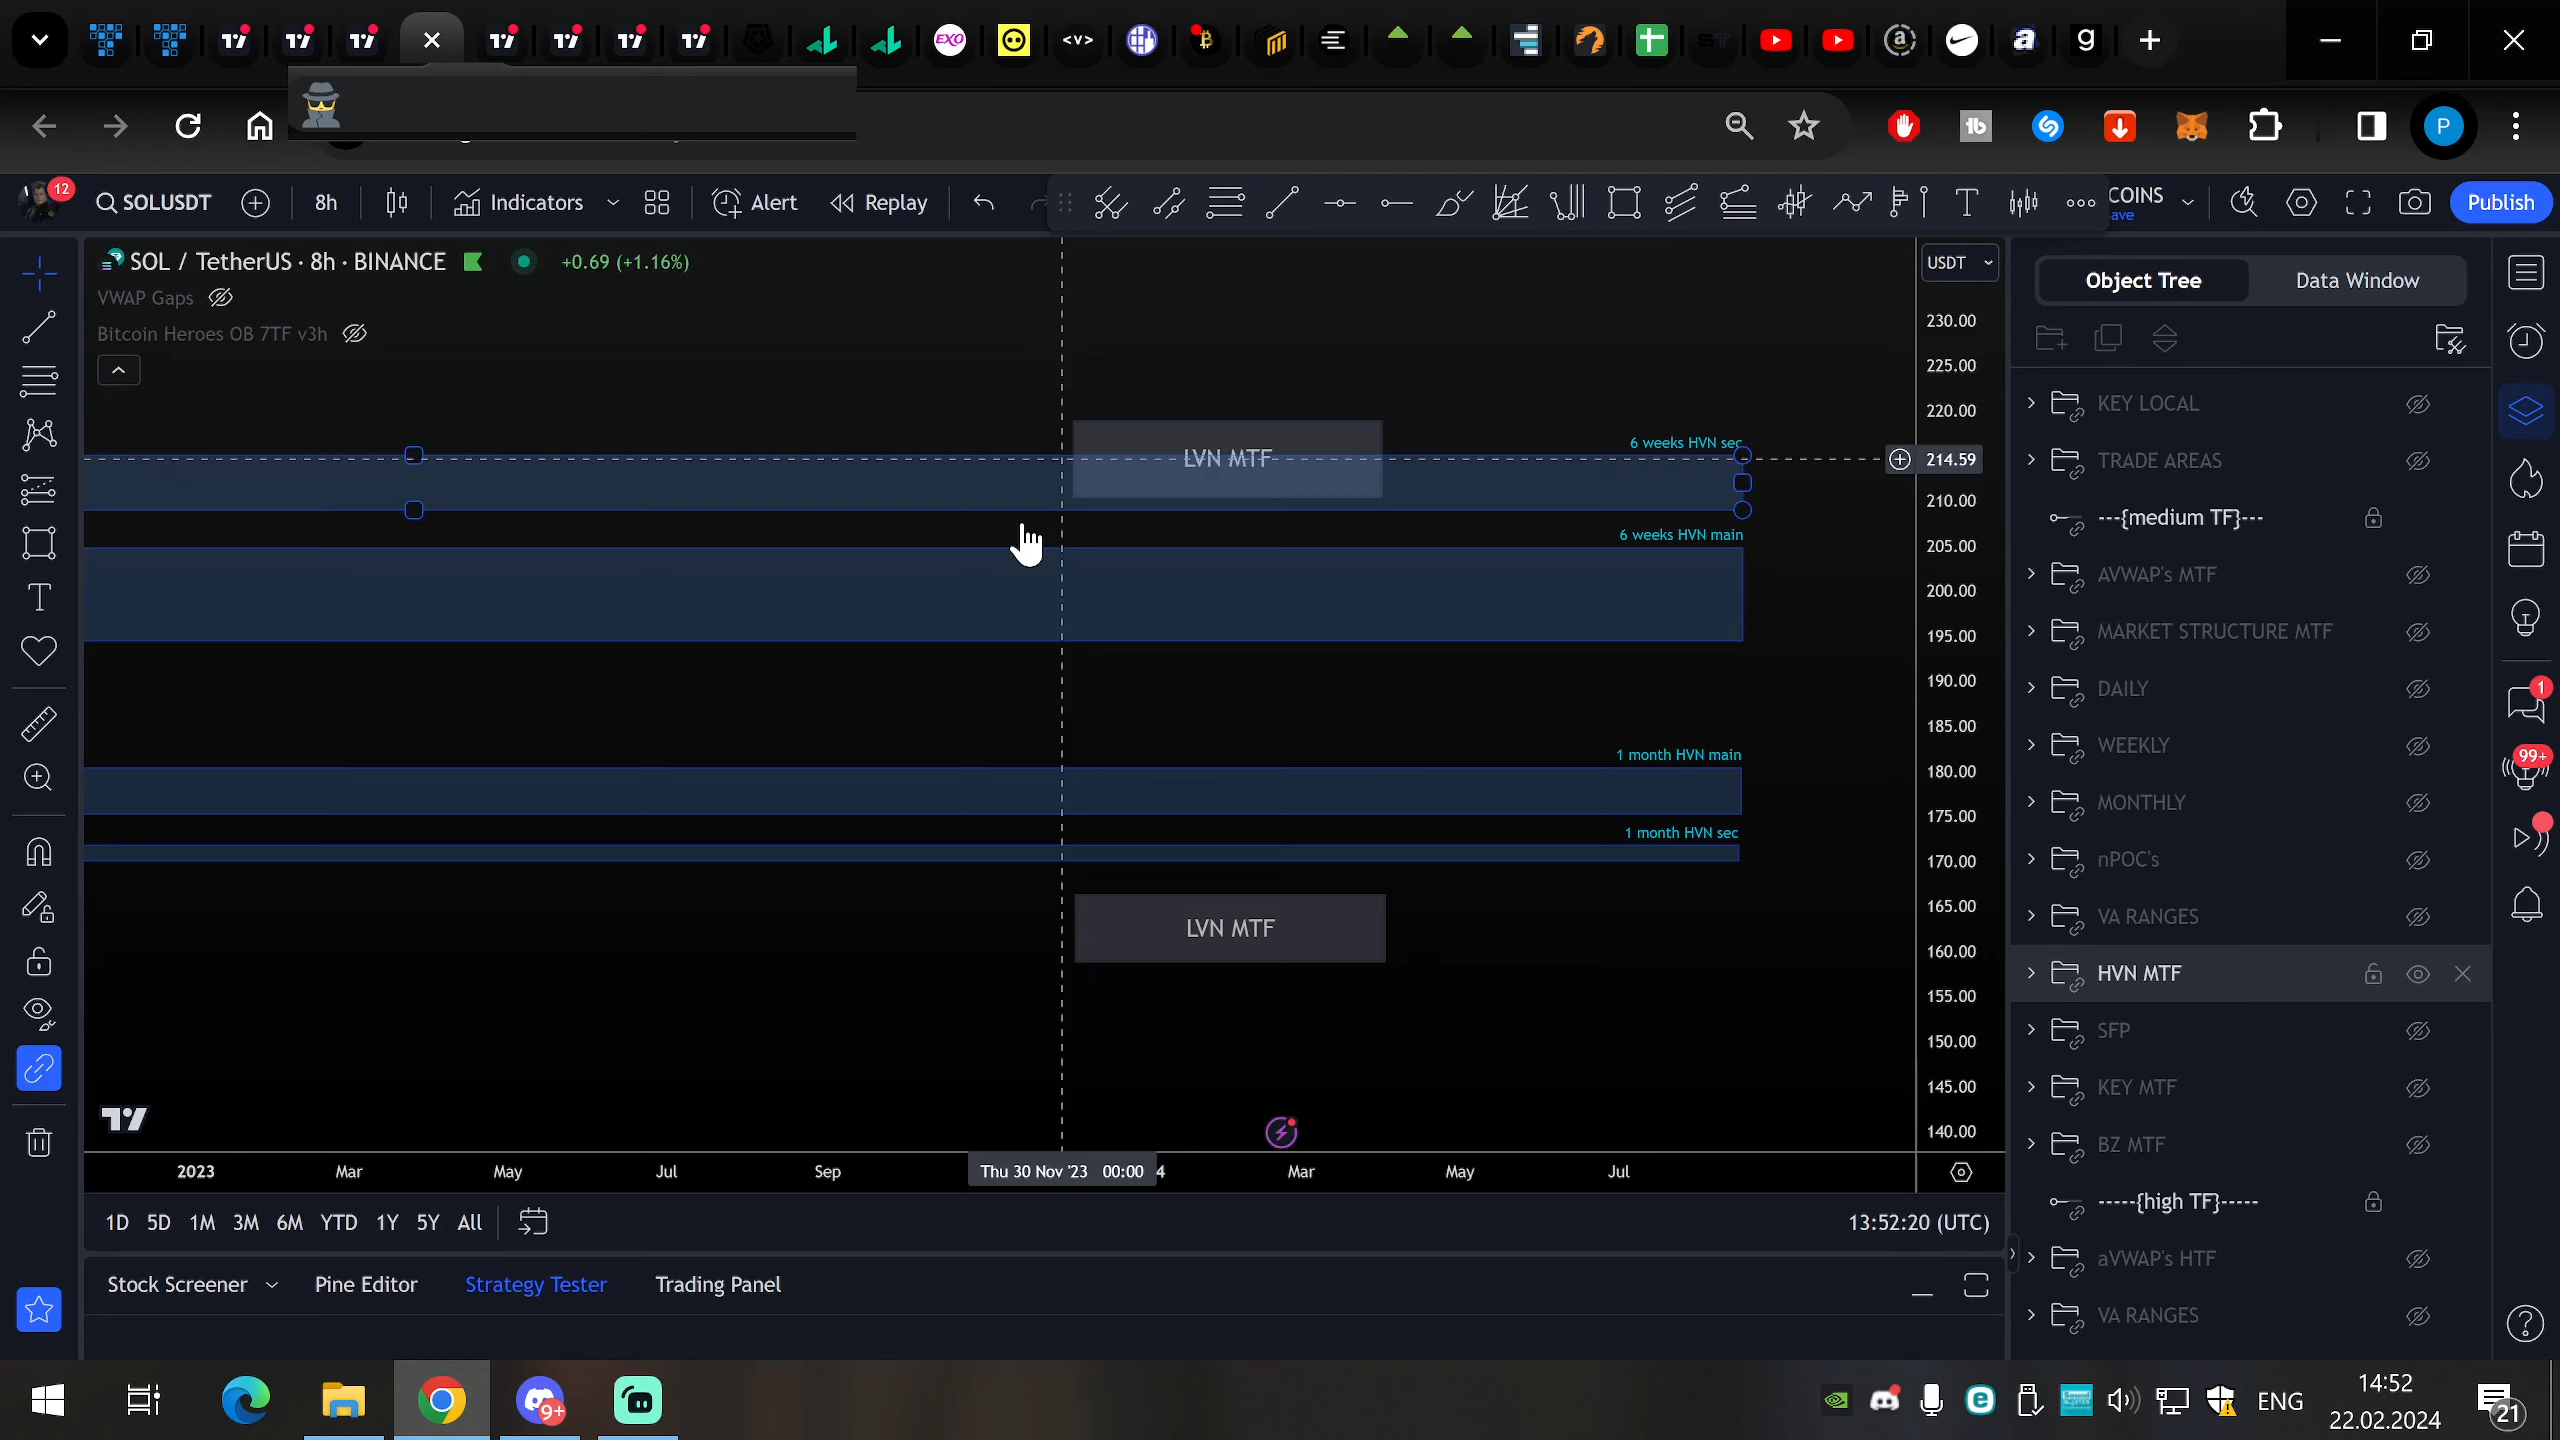 12
SOLUSDT
8h
Indicators
Alert
Replay
COINS
ave
Publish
SOL / TetherUS · 8h · BINANCE
+0.69 (+1.16%)
VWAP Gaps
Bitcoin Heroes OB 7TF v3h
USDT
230.00
225.00
220.00
214.59
210.00
205.00
200.00
195.00
190.00
185.00
180.00
175.00
170.00
165.00
160.00
155.00
150.00
145.00
140.00
6 weeks HVN sec
LVN MTF
6 weeks HVN main
1 month HVN main
1 month HVN sec
LVN MTF
2023
Mar
May
Jul
Sep
Thu 30 Nov '23 00:00
4
Mar
May
Jul
1D 5D 1M 3M 6M YTD 1Y 5Y All
13:52:20 (UTC)
Stock Screener
Pine Editor
Strategy Tester
Trading Panel
Object Tree
Data Window
KEY LOCAL
TRADE AREAS
---{medium TF}---
AVWAP's MTF
MARKET STRUCTURE MTF
DAILY
WEEKLY
MONTHLY
nPOC's
VA RANGES
HVN MTF
SFP
KEY MTF
BZ MTF
-----{high TF}-----
aVWAP's HTF
VA RANGES
1
99+
EXO
<v>
P
9+
ENG
14:52
22.02.2024
21